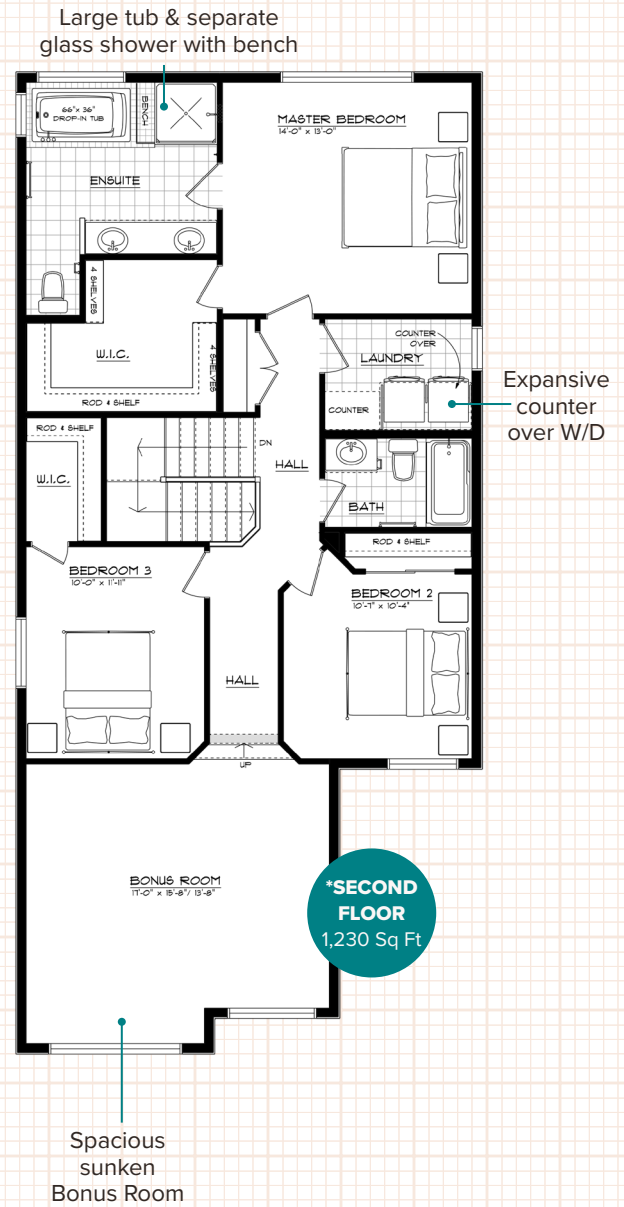 Large tub & separate
glass shower with bench
66"x 36"
DROP-IN TUB
BENCH
MASTER BEDROOM
14'-0" x 13'-0"
ENSUITE
4 SHELVES
W.I.C.
4 SHELVES
ROD & SHELF
COUNTER
OVER
LAUNDRY
COUNTER
Expansive
counter
over W/D
ROD & SHELF
W.I.C.
DN
HALL
BATH
ROD & SHELF
BEDROOM 3
10'-0" x 11'-11"
BEDROOM 2
10'-7" x 10'-4"
HALL
UP
BONUS ROOM
17'-0" x 15'-8"/ 13'-8"
*SECOND
FLOOR
1,230 Sq Ft
Spacious
sunken
Bonus Room